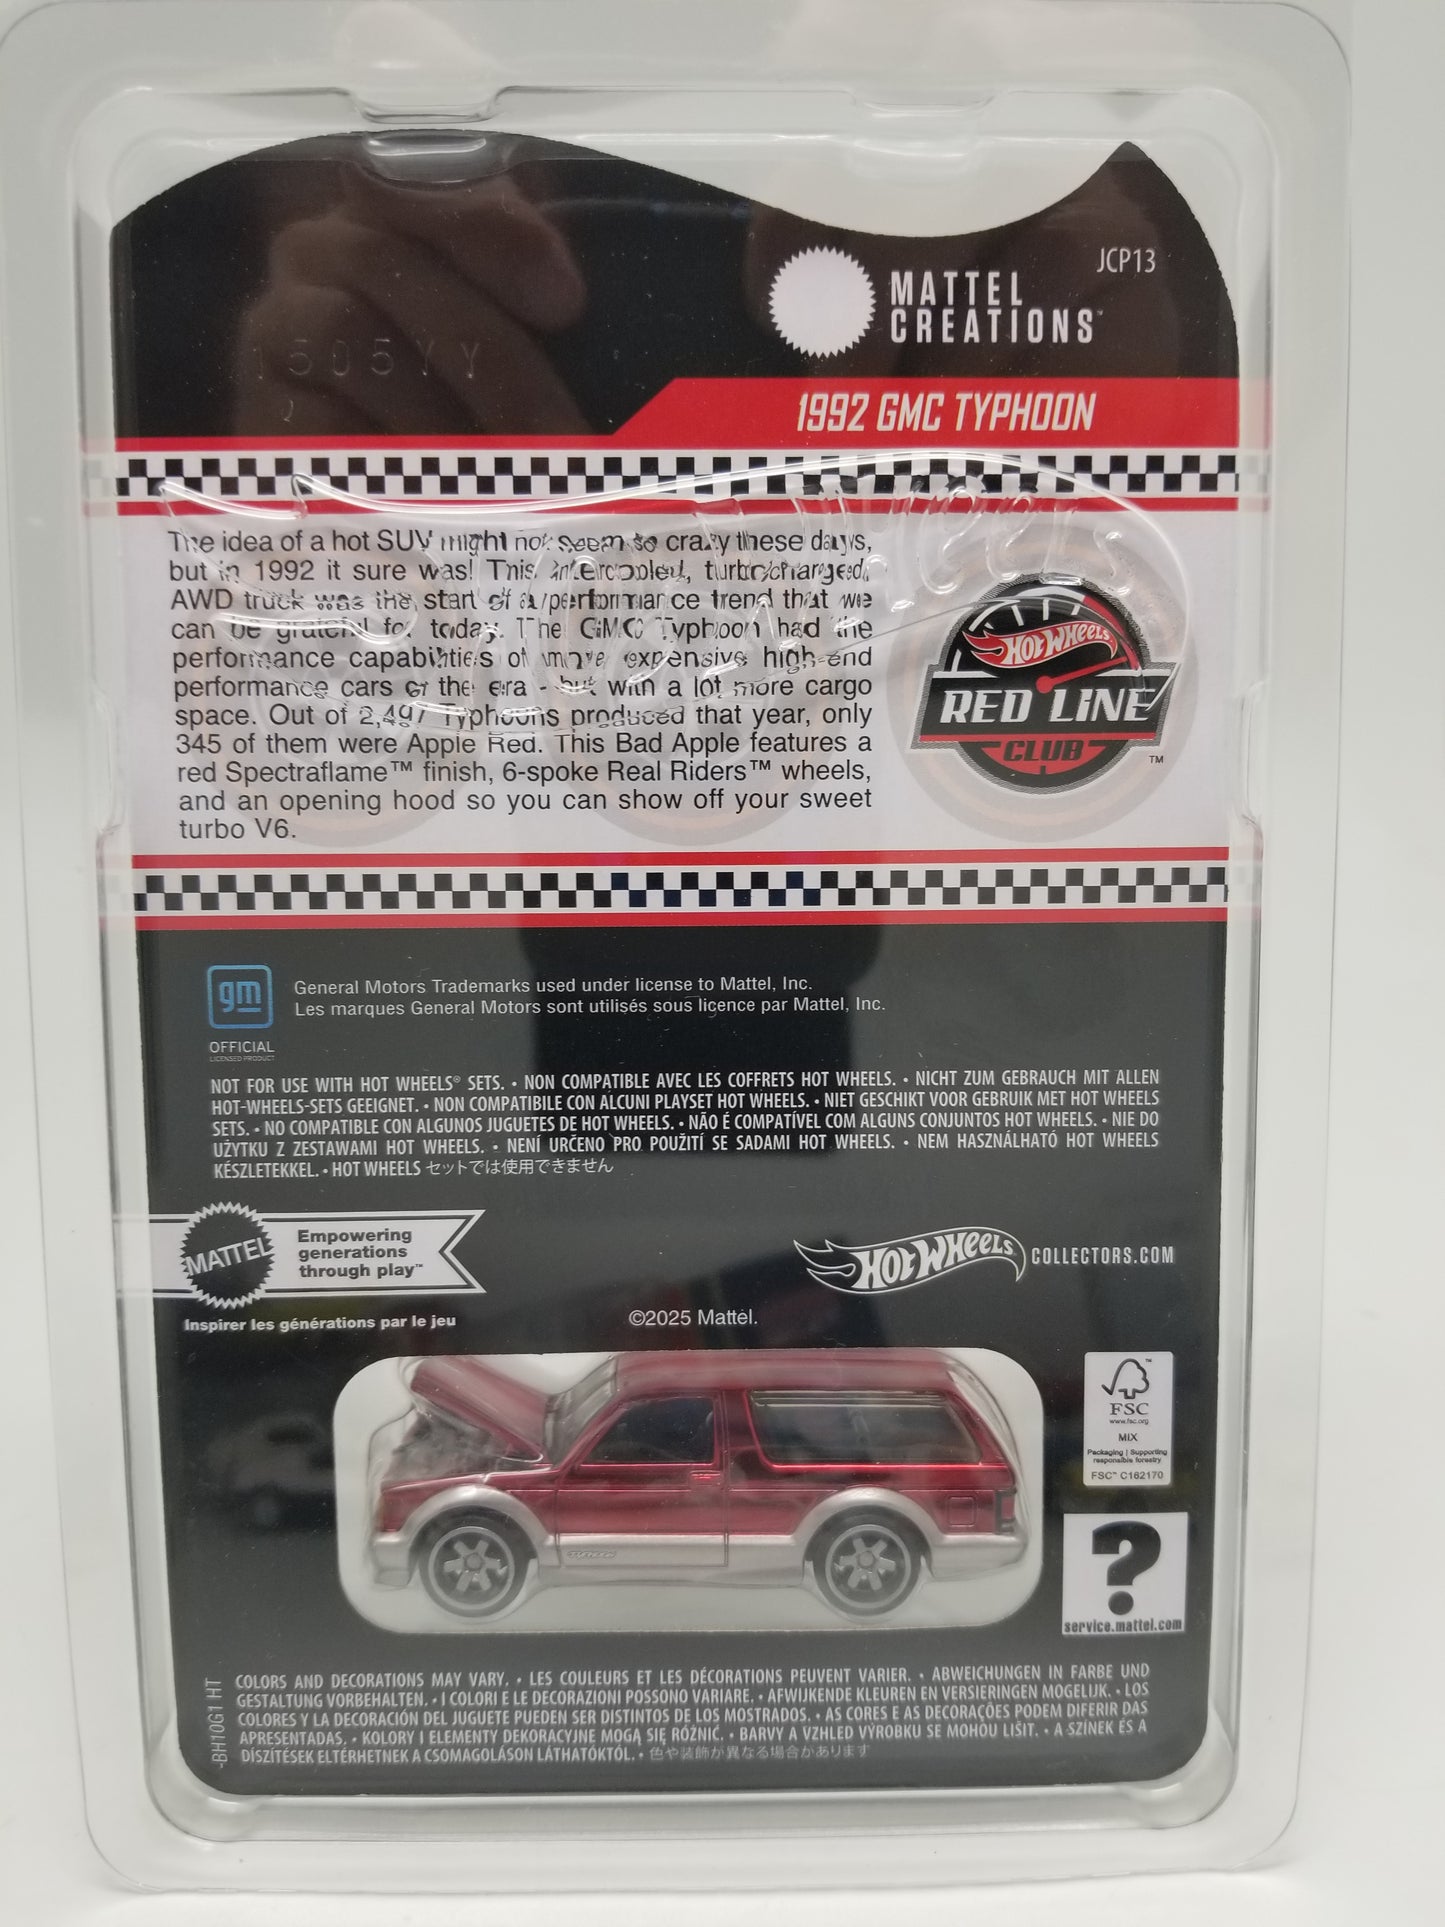 JCP13
MATTEL
CREATIONS™
1505YY
1992 GMC TYPHOON
The idea of a hot SUV might not seem so crazy these days,
but in 1992 it sure was! This intercooled, turbocharged,
AWD truck was the start of a performance trend that we
can be grateful for today. The GMC Typhoon had the
performance capabilities of more expensive high-end
performance cars of the era - but with a lot more cargo
space. Out of 2,497 Typhoons produced that year, only
345 of them were Apple Red. This Bad Apple features a
red Spectraflame™ finish, 6-spoke Real Riders™ wheels,
and an opening hood so you can show off your sweet
turbo V6.
HOT WHEELS
RED LINE
CLUB™
gm
OFFICIAL
LICENSED PRODUCT
General Motors Trademarks used under license to Mattel, Inc.
Les marques General Motors sont utilisés sous licence par Mattel, Inc.
NOT FOR USE WITH HOT WHEELS® SETS. • NON COMPATIBLE AVEC LES COFFRETS HOT WHEELS. • NICHT ZUM GEBRAUCH MIT ALLEN
HOT-WHEELS-SETS GEEIGNET. • NON COMPATIBILE CON ALCUNI PLAYSET HOT WHEELS. • NIET GESCHIKT VOOR GEBRUIK MET HOT WHEELS
SETS. • NO COMPATIBLE CON ALGUNOS JUGUETES DE HOT WHEELS. • NÃO É COMPATÍVEL COM ALGUNS CONJUNTOS HOT WHEELS. • NIE DO
UŻYTKU Z ZESTAWAMI HOT WHEELS. • NENÍ URČENO PRO POUŽITÍ SE SADAMI HOT WHEELS. • NEM HASZNÁLHATÓ HOT WHEELS
KÉSZLETEKKEL. • HOT WHEELS セットでは使用できません
MATTEL
Empowering
generations
through play™
Inspirer les générations par le jeu
HOT WHEELS COLLECTORS.COM
©2025 Mattel.
FSC™
www.fsc.org
MIX
Packaging | Supporting
responsible forestry
FSC™ C162170
TYPHOON
?
service.mattel.com
-BH10G1 HT
COLORS AND DECORATIONS MAY VARY. • LES COULEURS ET LES DÉCORATIONS PEUVENT VARIER. • ABWEICHUNGEN IN FARBE UND
GESTALTUNG VORBEHALTEN. • I COLORI E LE DECORAZIONI POSSONO VARIARE. • AFWIJKENDE KLEUREN EN VERSIERINGEN MOGELIJK. • LOS
COLORES Y LA DECORACIÓN DEL JUGUETE PUEDEN SER DISTINTOS DE LOS MOSTRADOS. • AS CORES E AS DECORAÇÕES PODEM DIFERIR DAS
APRESENTADAS. • KOLORY I ELEMENTY DEKORACYJNE MOGĄ SIĘ RÓŻNIĆ. • BARVY A VZHLED VÝROBKU SE MOHOU LIŠIT. • A SZÍNEK ÉS A
DÍSZÍTÉSEK ELTÉRHETNEK A CSOMAGOLÁSON LÁTHATÓKTÓL. • 色や装飾が異なる場合があります